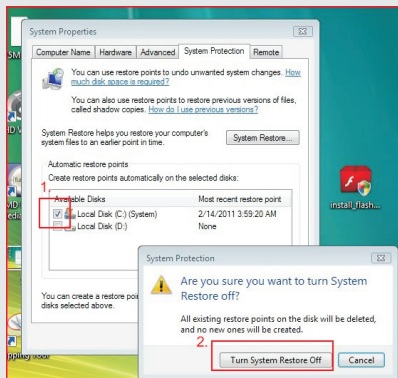 System Properties
Computer Name Hardware Advanced System Protection Remote
You can use restore points to undo unwanted system changes. How
much disk space is required?
You can also use restore points to restore previous versions of files,
called shadow copies. How do I use previous versions?
System Restore helps you restore your computer's
system files to an earlier point in time.
System Restore...
Automatic restore points
Create restore points automatically on the selected disks:
1.
Available Disks Most recent restore point
Local Disk (C:) (System) 2/14/2011 3:59:20 AM
Local Disk (D:) None
install_flash...
You can create a restore poi
disks selected above.
System Protection
Are you sure you want to turn System
Restore off?
All existing restore points on the disk will be deleted,
and no new ones will be created.
2.
Turn System Restore Off Cancel